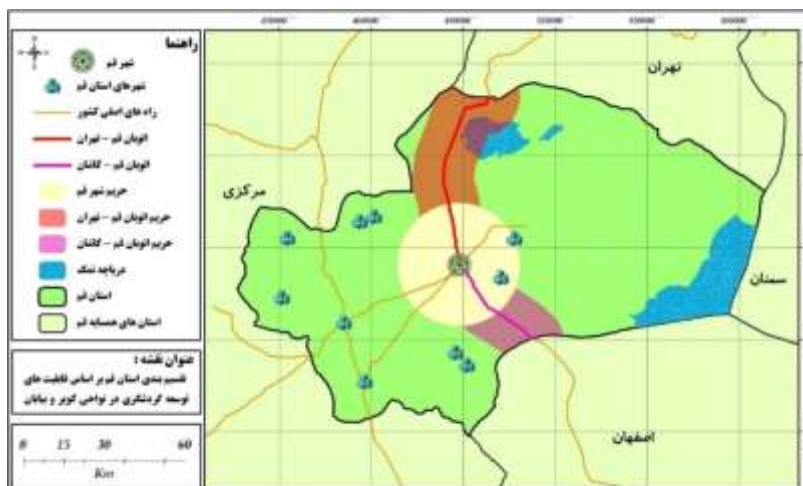 راهنما
شهر قم
شهرهای استان قم
راه های اصلی کشور
اتوبان قم - تهران
اتوبان قم - کاشان
حریم شهر قم
حریم اتوبان قم - تهران
حریم اتوبان قم - کاشان
دریاچه نمک
استان قم
استان های همسایه قم
عنوان نقشه :
تقسیم بندی استان قم بر اساس قابلیت های
توسعه گردشگری در نواحی کویر و بیابان
0 15 30 60
Km
تهران
مرکزی
سمنان
اصفهان